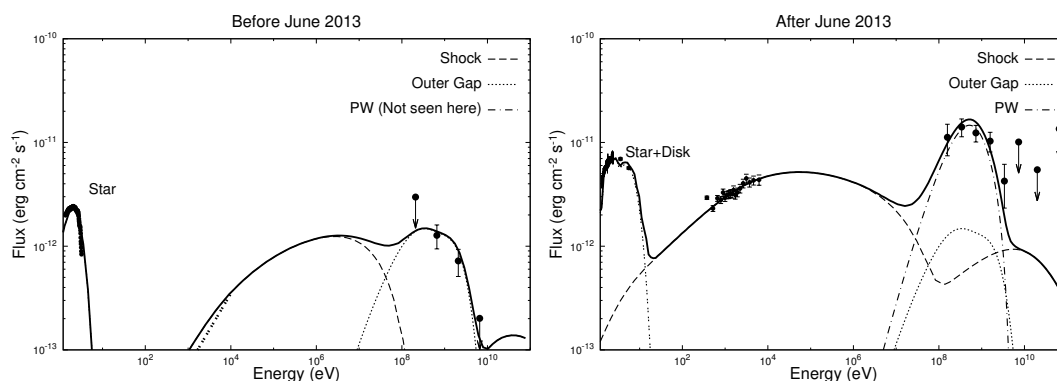 Before June 2013
10⁻¹⁰
10⁻¹¹
10⁻¹²
10⁻¹³
Flux (erg cm⁻² s⁻¹)
Shock
Outer Gap
PW (Not seen here)
Star
10²
10⁴
10⁶
10⁸
10¹⁰
Energy (eV)
After June 2013
10⁻¹⁰
10⁻¹¹
10⁻¹²
10⁻¹³
Flux (erg cm⁻² s⁻¹)
Shock
Outer Gap
PW
Star+Disk
10²
10⁴
10⁶
10⁸
10¹⁰
Energy (eV)